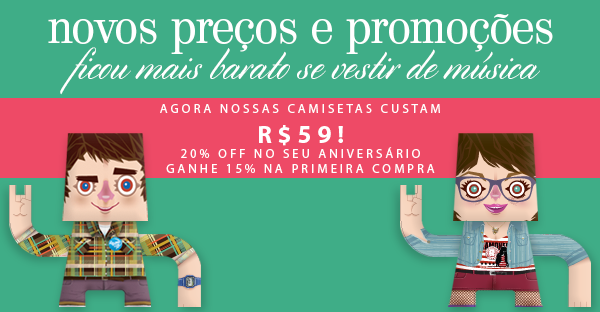 novos preços e promoções
ficou mais barato se vestir de música
AGORA NOSSAS CAMISETAS CUSTAM
R$59!
20% OFF NO SEU ANIVERSÁRIO
GANHE 15% NA PRIMEIRA COMPRA